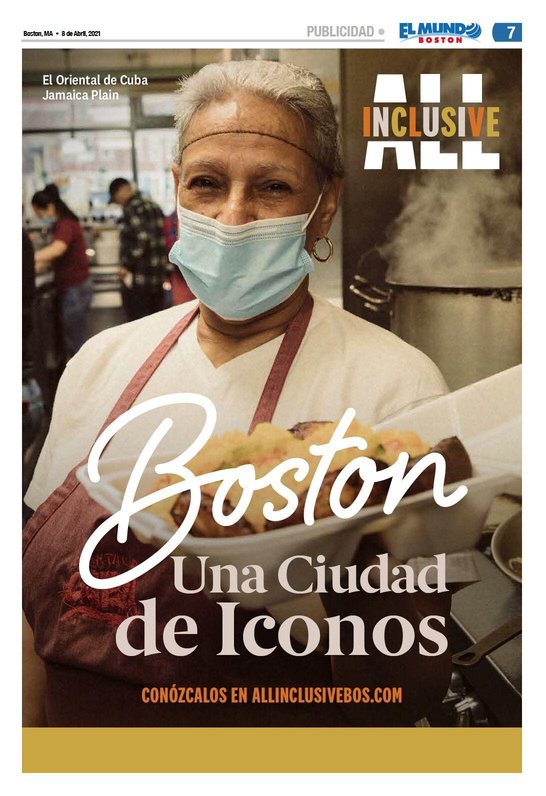 Boston, MA • 8 de Abril, 2021
PUBLICIDAD •
EL MUNDO
BOSTON
7
El Oriental de Cuba
Jamaica Plain
ALL
INCLUSIVE
Boston
Una Ciudad
de Iconos
CONÓZCALOS EN ALLINCLUSIVEBOS.COM